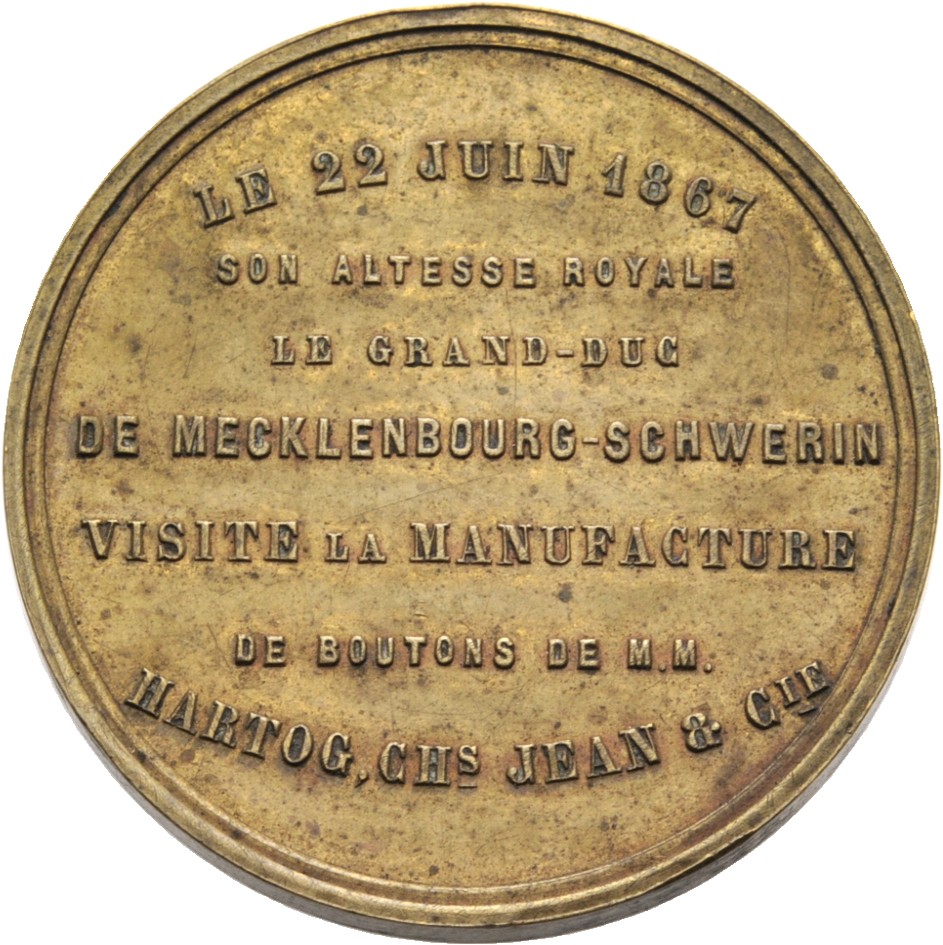 LE 22 JUIN 1867
SON ALTESSE ROYALE
LE GRAND-DUC
DE MECKLENBOURG-SCHWERIN
VISITE LA MANUFACTURE
DE BOUTONS DE M.M.
HARTOG, CHS JEAN & CIE